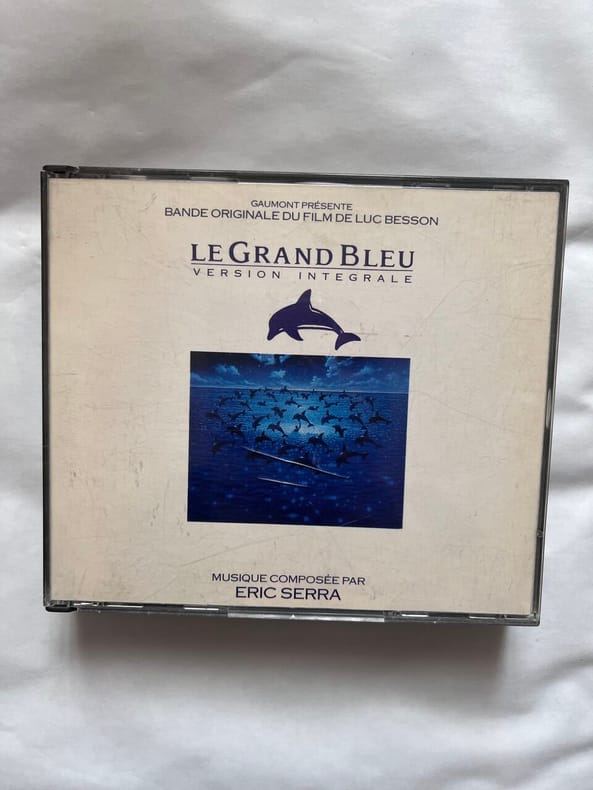 GAUMONT PRÉSENTE
BANDE ORIGINALE DU FILM DE LUC BESSON
LE GRAND BLEU
VERSION INTEGRALE
MUSIQUE COMPOSÉE PAR
ERIC SERRA